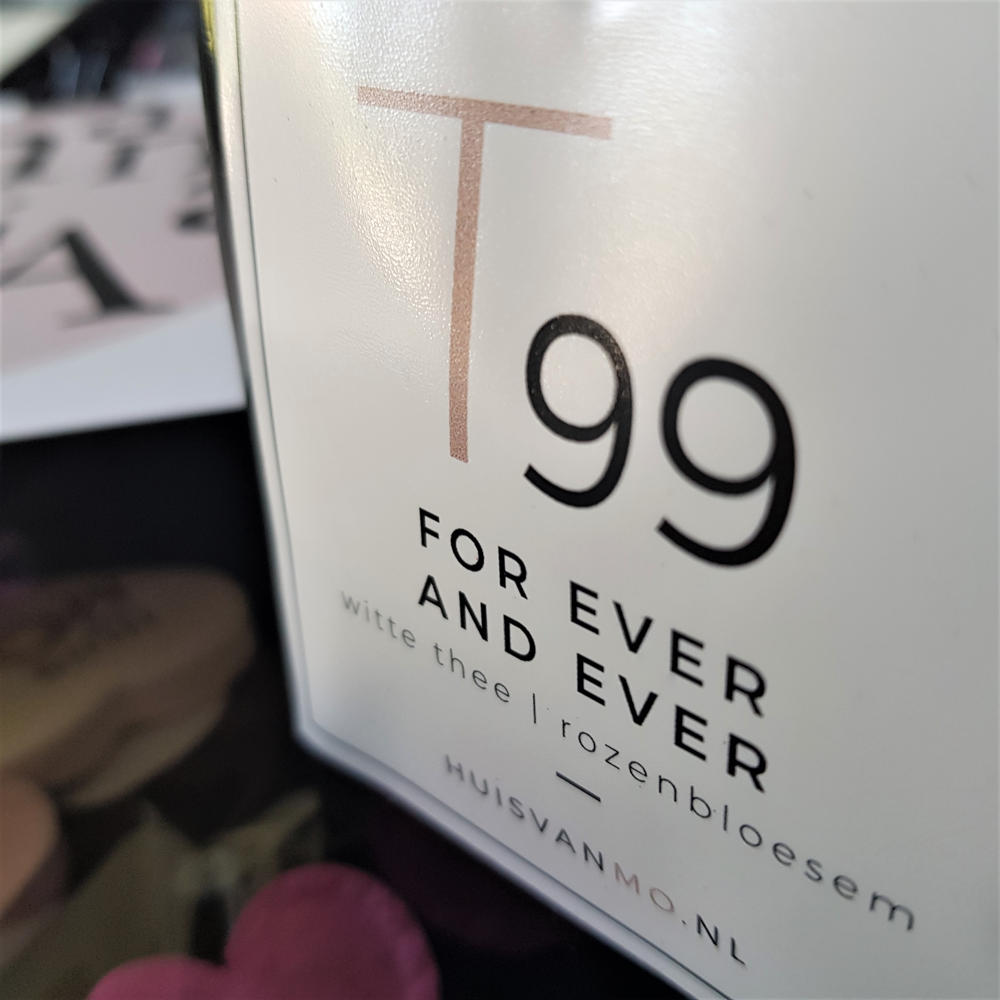 T99
FOR EVER
AND EVER
witte thee | rozenbloesem
HUISVANMO.NL
A